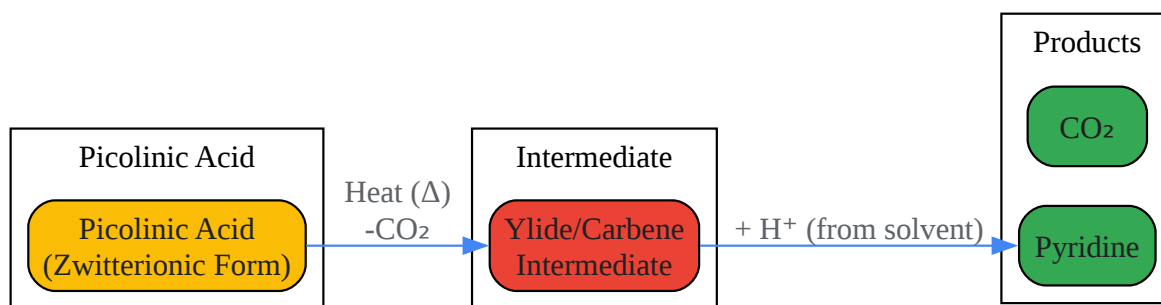 Picolinic Acid
Picolinic Acid
(Zwitterionic Form)
Heat (Δ)
-CO₂
Intermediate
Ylide/Carbene
Intermediate
+ H⁺ (from solvent)
Products
CO₂
Pyridine